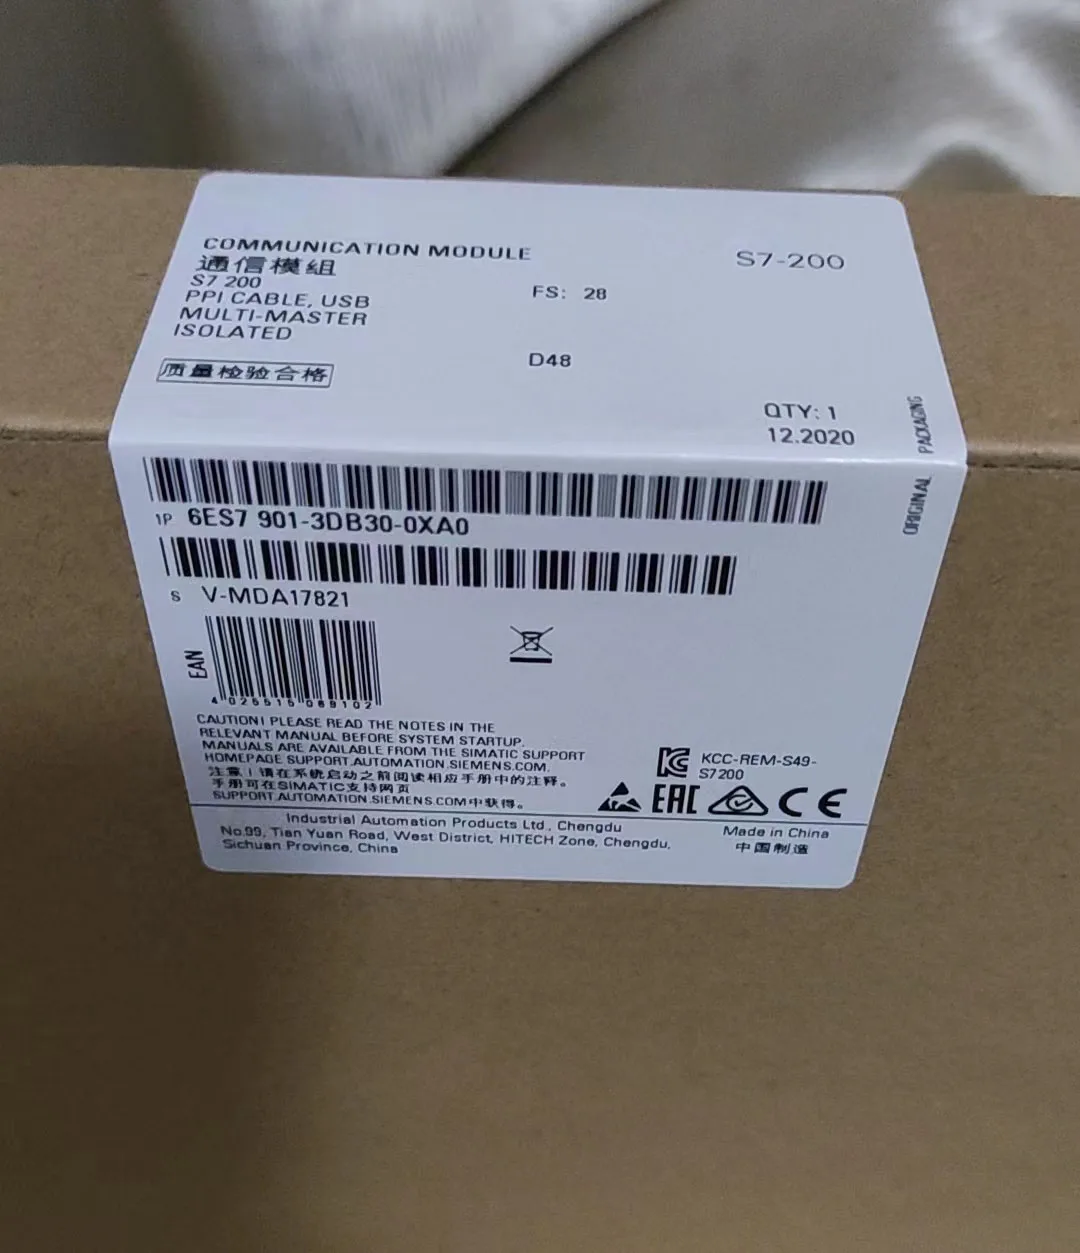 COMMUNICATION MODULE
通信模组
S7 200
PPI CABLE, USB
MULTI-MASTER
ISOLATED
质量检验合格
S7-200
FS: 28
D48
QTY: 1
12.2020
ORIGINAL PACKAGING
1P 6ES7 901-3DB30-0XA0
S V-MDA17821
EAN
4 025515 089102
CAUTION! PLEASE READ THE NOTES IN THE
RELEVANT MANUAL BEFORE SYSTEM STARTUP.
MANUALS ARE AVAILABLE FROM THE SIMATIC SUPPORT
HOMEPAGE SUPPORT.AUTOMATION.SIEMENS.COM.
注意！请在系统启动之前阅读相应手册中的注释。
手册可在SIMATIC支持网页
SUPPORT.AUTOMATION.SIEMENS.COM中获得。
KCC-REM-S49-
S7200
EAC CE
Industrial Automation Products Ltd., Chengdu
No.99, Tian Yuan Road, West District, HITECH Zone, Chengdu,
Sichuan Province, China
Made in China
中国制造